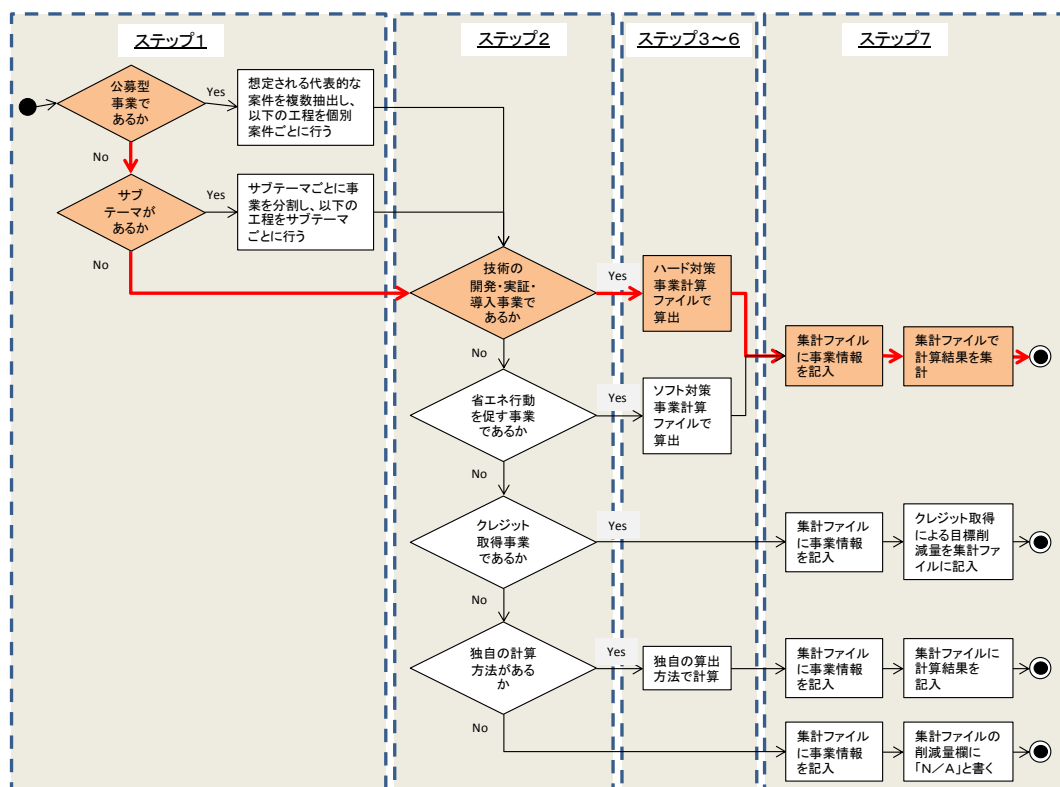 ステップ1
ステップ2
ステップ3～6
ステップ7
公募型
事業で
あるか
Yes
想定される代表的な
案件を複数抽出し、
以下の工程を個別
案件ごとに行う
No
サブ
テーマが
あるか
Yes
サブテーマごとに事
業を分割し、以下の
工程をサブテーマ
ごとに行う
No
技術の
開発・実証・
導入事業で
あるか
Yes
ハード対策
事業計算
ファイルで
算出
集計ファイル
に事業情報
を記入
集計ファイルで
計算結果を集
計
No
省エネ行動
を促す事業
であるか
Yes
ソフト対策
事業計算
ファイルで
算出
No
クレジット
取得事業
であるか
Yes
集計ファイル
に事業情報
を記入
クレジット取得
による目標削
減量を集計ファ
イルに記入
No
独自の計算
方法がある
か
Yes
独自の算出
方法で計算
集計ファイル
に事業情報
を記入
集計ファイルに
計算結果を
記入
No
集計ファイル
に事業情報
を記入
集計ファイルの
削減量欄に
「N／A」と書く